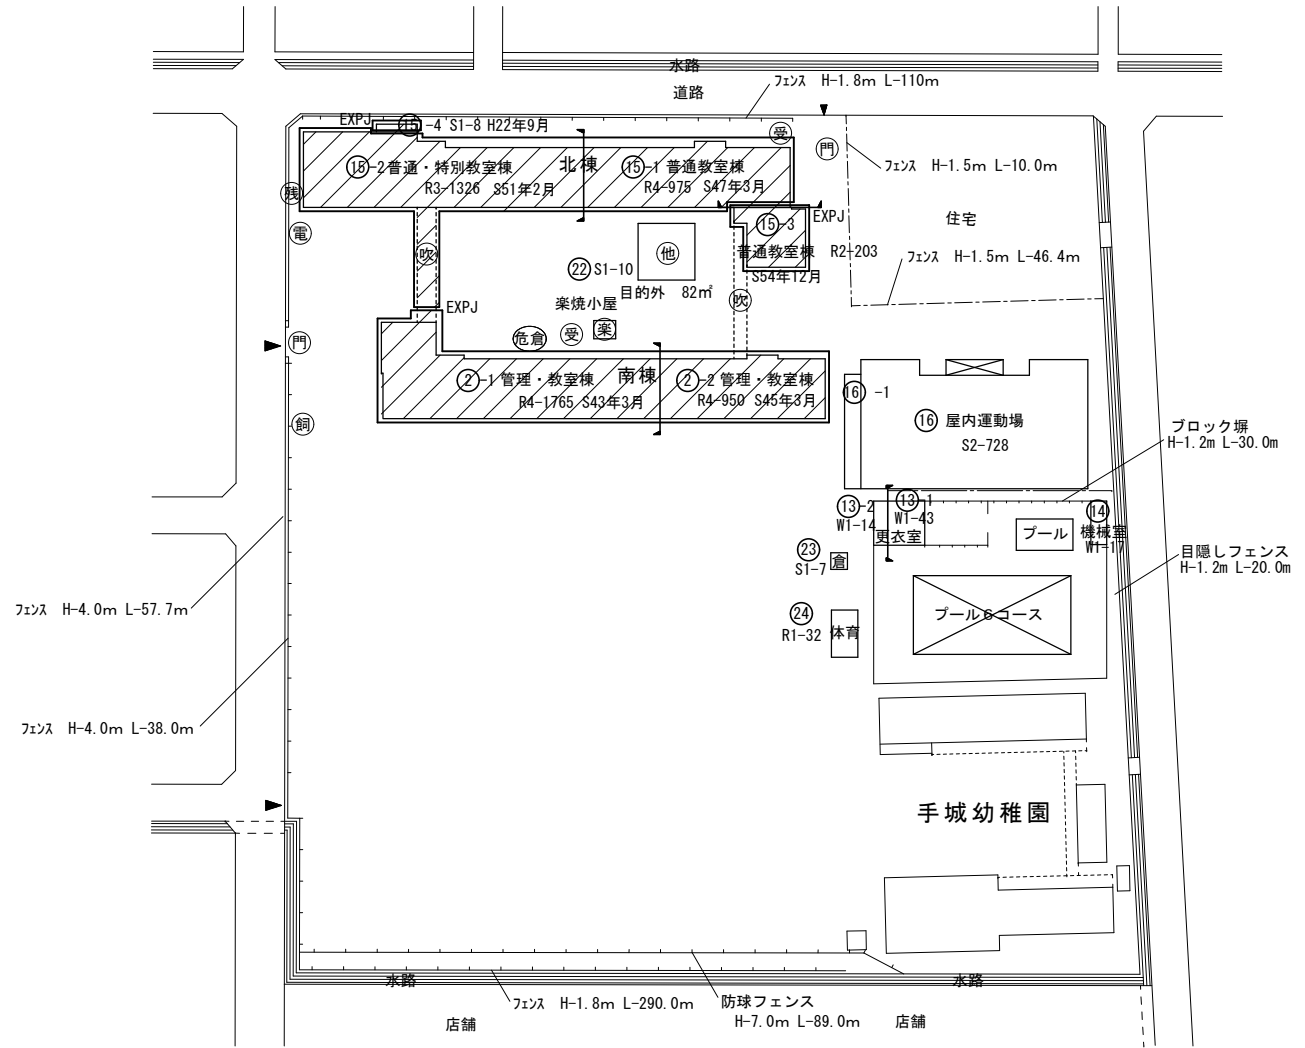 水路
道路
ﾌｪﾝｽ H-1.8m L-110m
EXPJ
15 -4 S1-8 H22年9月
受
門
ﾌｪﾝｽ H-1.5m L-10.0m
15-2 普通・特別教室棟
R3-1326 S51年2月
北棟
15-1 普通教室棟
R4-975 S47年3月
残
電
住宅
EXPJ
15-3
普通教室棟 R2-203
S54年12月
ﾌｪﾝｽ H-1.5m L-46.4m
吹
22 S1-10
他
目的外 82㎡
楽焼小屋
吹
EXPJ
危倉
受
楽
門
2-1 管理・教室棟
R4-1765 S43年3月
南棟
2-2 管理・教室棟
R4-950 S45年3月
飼
16 -1
16 屋内運動場
S2-728
ブロック塀
H-1.2m L-30.0m
13-2
W1-14
13-1
W1-43
更衣室
プール
14
機械室
W1-17
23
S1-7
倉
目隠しフェンス
H-1.2m L-20.0m
24
R1-32
体育
プール6コース
ﾌｪﾝｽ H-4.0m L-57.7m
ﾌｪﾝｽ H-4.0m L-38.0m
手城幼稚園
水路
水路
ﾌｪﾝｽ H-1.8m L-290.0m
防球フェンス
H-7.0m L-89.0m
店舗
店舗